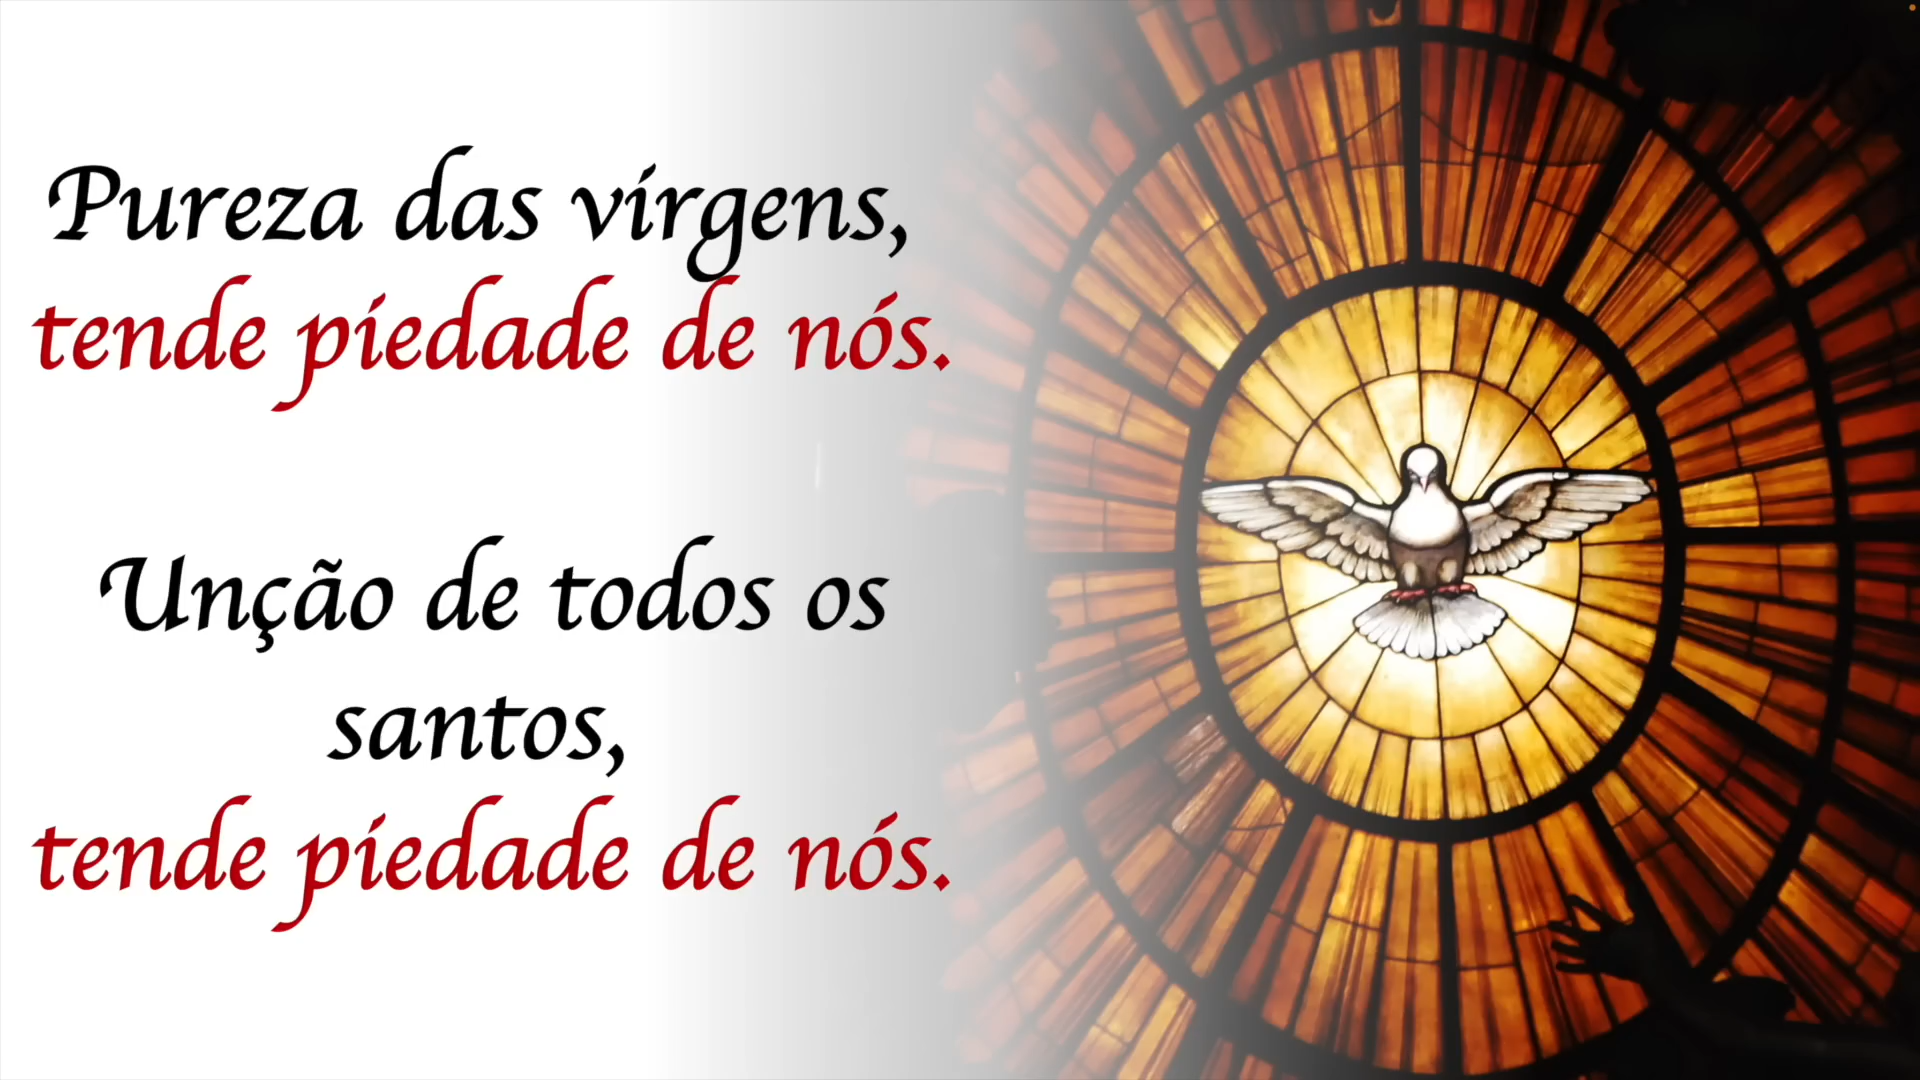 Pureza das virgens,
tende piedade de nós.
Unção de todos os
santos,
tende piedade de nós.